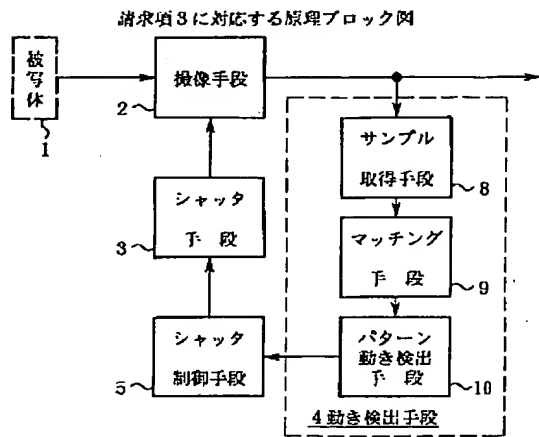 請求項3に対応する原理ブロック図
被写体
1
撮像手段
2
サンプル
取得手段
8
シャッタ
手段
3
マッチング
手段
9
シャッタ
制御手段
5
パターン
動き検出
手段
10
4動き検出手段